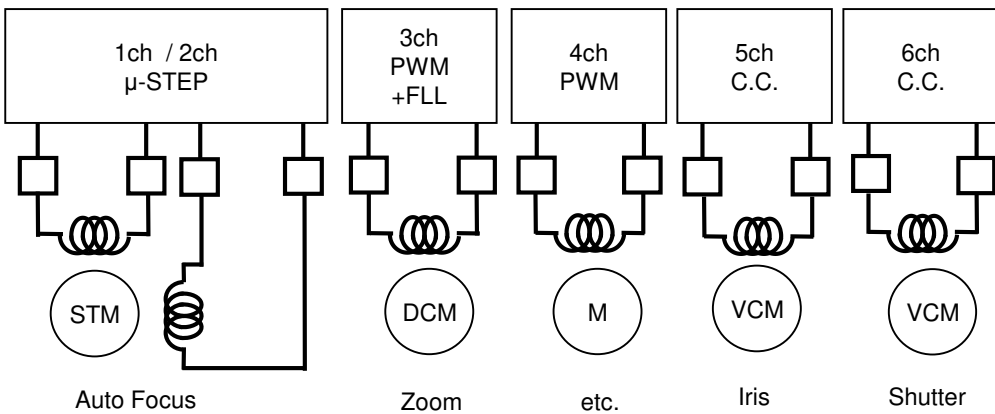 1ch / 2ch
µ-STEP
3ch
PWM
+FLL
4ch
PWM
5ch
C.C.
6ch
C.C.
STM
DCM
M
VCM
VCM
Auto Focus
Zoom
etc.
Iris
Shutter